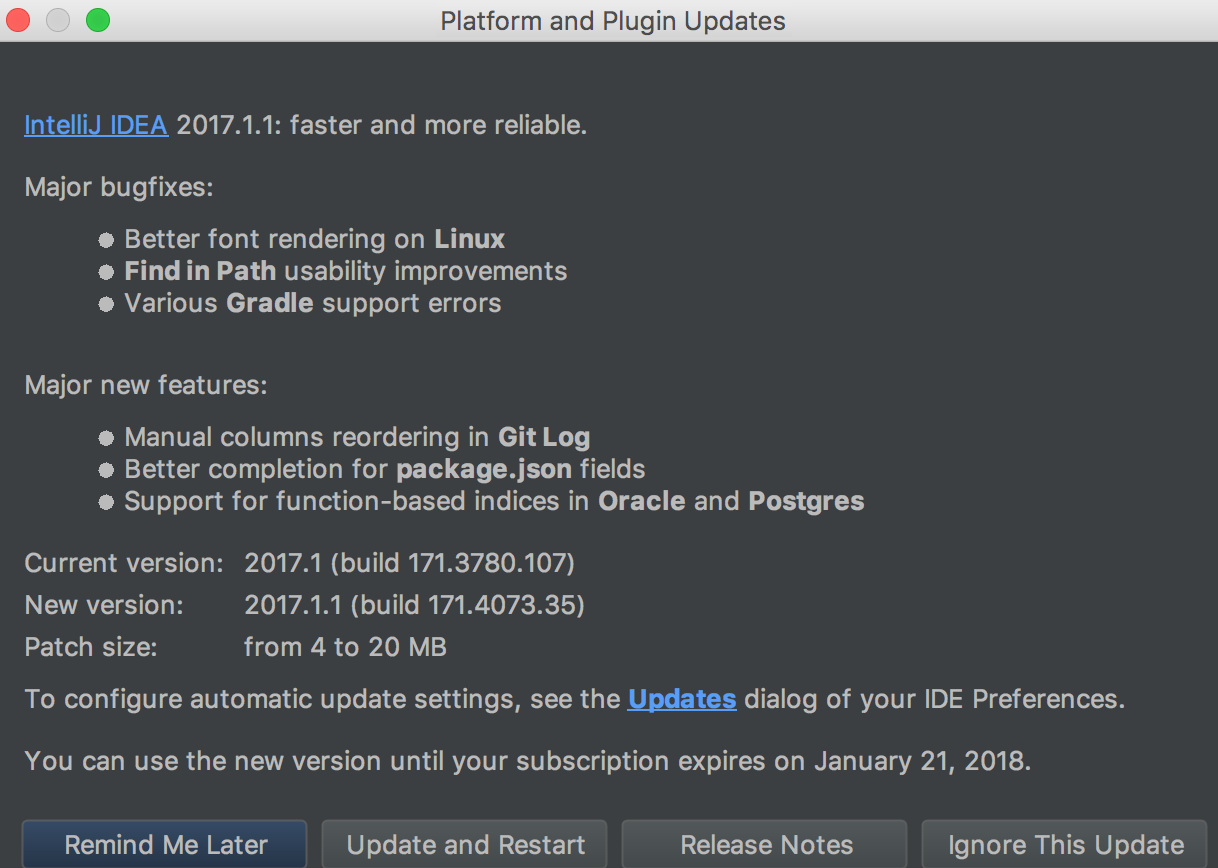 Platform and Plugin Updates
IntelliJ IDEA 2017.1.1: faster and more reliable.
Major bugfixes:
Better font rendering on Linux
Find in Path usability improvements
Various Gradle support errors
Major new features:
Manual columns reordering in Git Log
Better completion for package.json fields
Support for function-based indices in Oracle and Postgres
Current version: 2017.1 (build 171.3780.107)
New version: 2017.1.1 (build 171.4073.35)
Patch size: from 4 to 20 MB
To configure automatic update settings, see the Updates dialog of your IDE Preferences.
You can use the new version until your subscription expires on January 21, 2018.
Remind Me Later Update and Restart Release Notes Ignore This Update